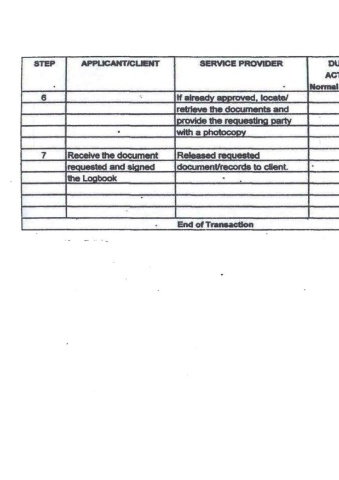 STEP APPLICANT/CLIENT SERVICE PROVIDER DU
ACT
Normal
6 If already approved, locate/
retrieve the documents and
provide the requesting party
with a photocopy
7 Receive the document Released requested
requested and signed document/records to client.
the Logbook
End of Transaction